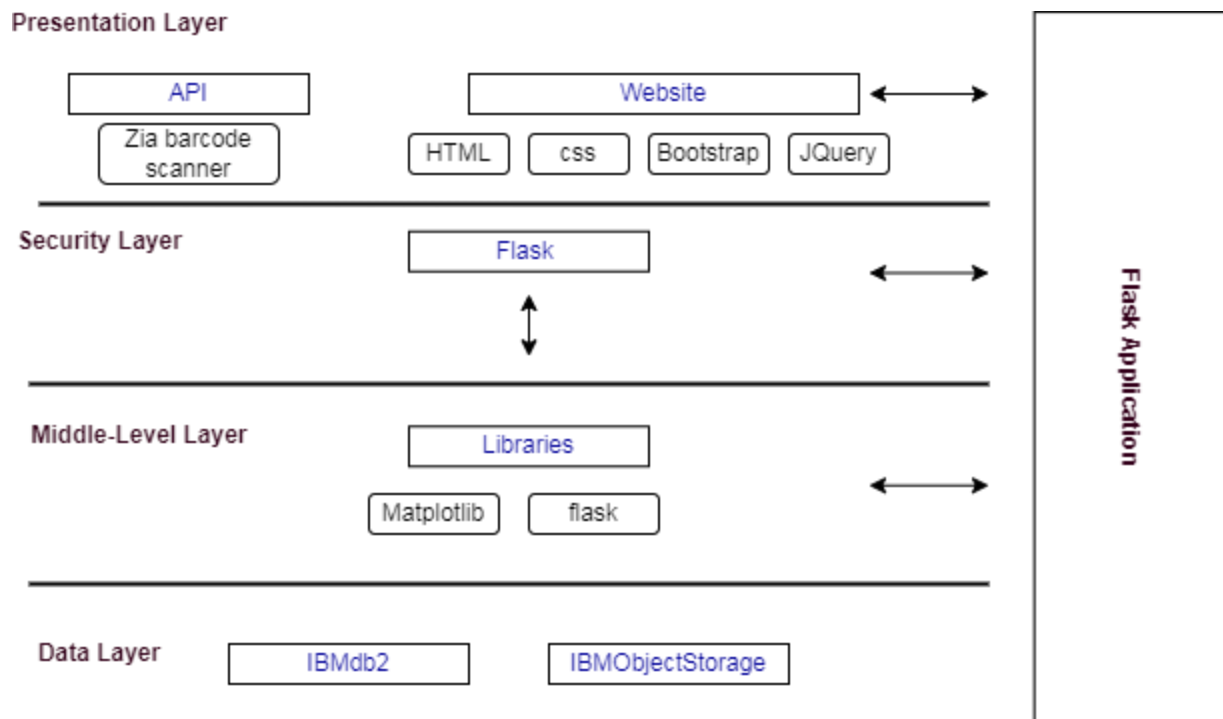 Presentation Layer
API
Website
Zia barcode
scanner
HTML
css
Bootstrap
JQuery
Security Layer
Flask
Middle-Level Layer
Libraries
Matplotlib
flask
Data Layer
IBMdb2
IBMObjectStorage
Flask Application